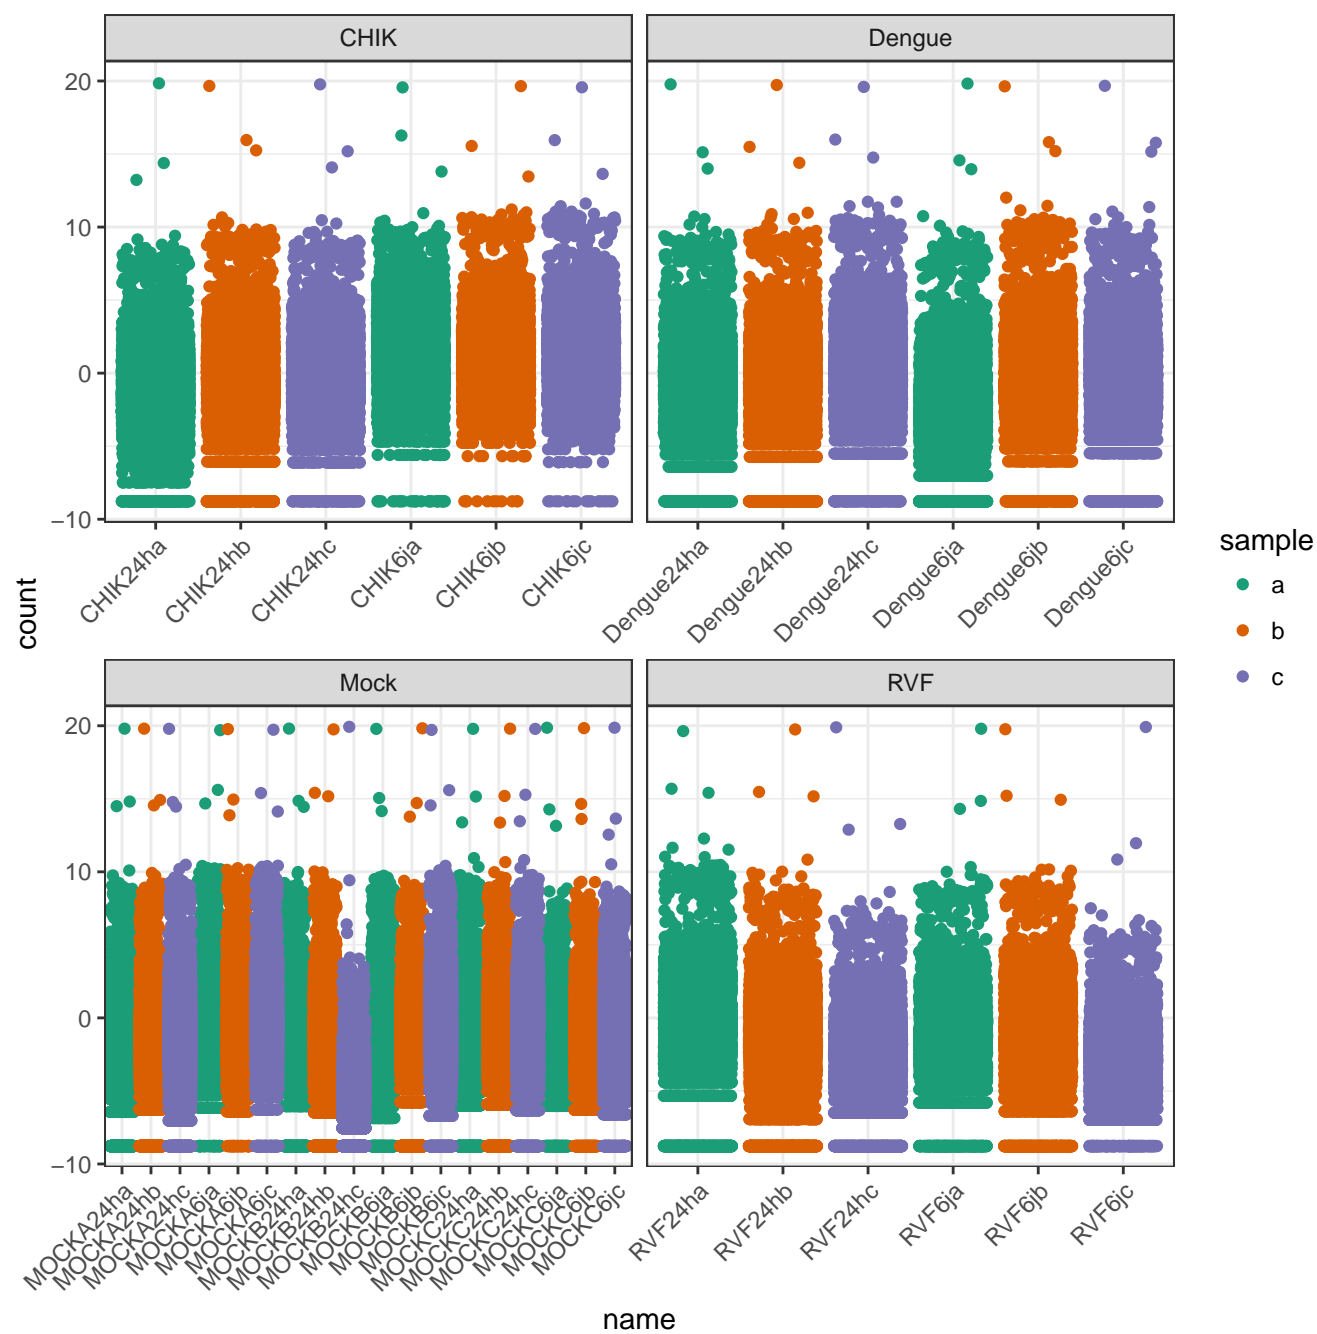 CHIK
Dengue
20
10
0
−10
CHIK24ha
CHIK24hb
CHIK24hc
CHIK6ja
CHIK6jb
CHIK6jc
Dengue24ha
Dengue24hb
Dengue24hc
Dengue6ja
Dengue6jb
Dengue6jc
count
sample
a
b
c
Mock
RVF
20
10
0
−10
MOCKA24ha
MOCKA24hb
MOCKA24hc
MOCKA6ja
MOCKA6jb
MOCKA6jc
MOCKB24ha
MOCKB24hb
MOCKB24hc
MOCKB6ja
MOCKB6jb
MOCKB6jc
MOCKC24ha
MOCKC24hb
MOCKC24hc
MOCKC6ja
MOCKC6jb
MOCKC6jc
RVF24ha
RVF24hb
RVF24hc
RVF6ja
RVF6jb
RVF6jc
name